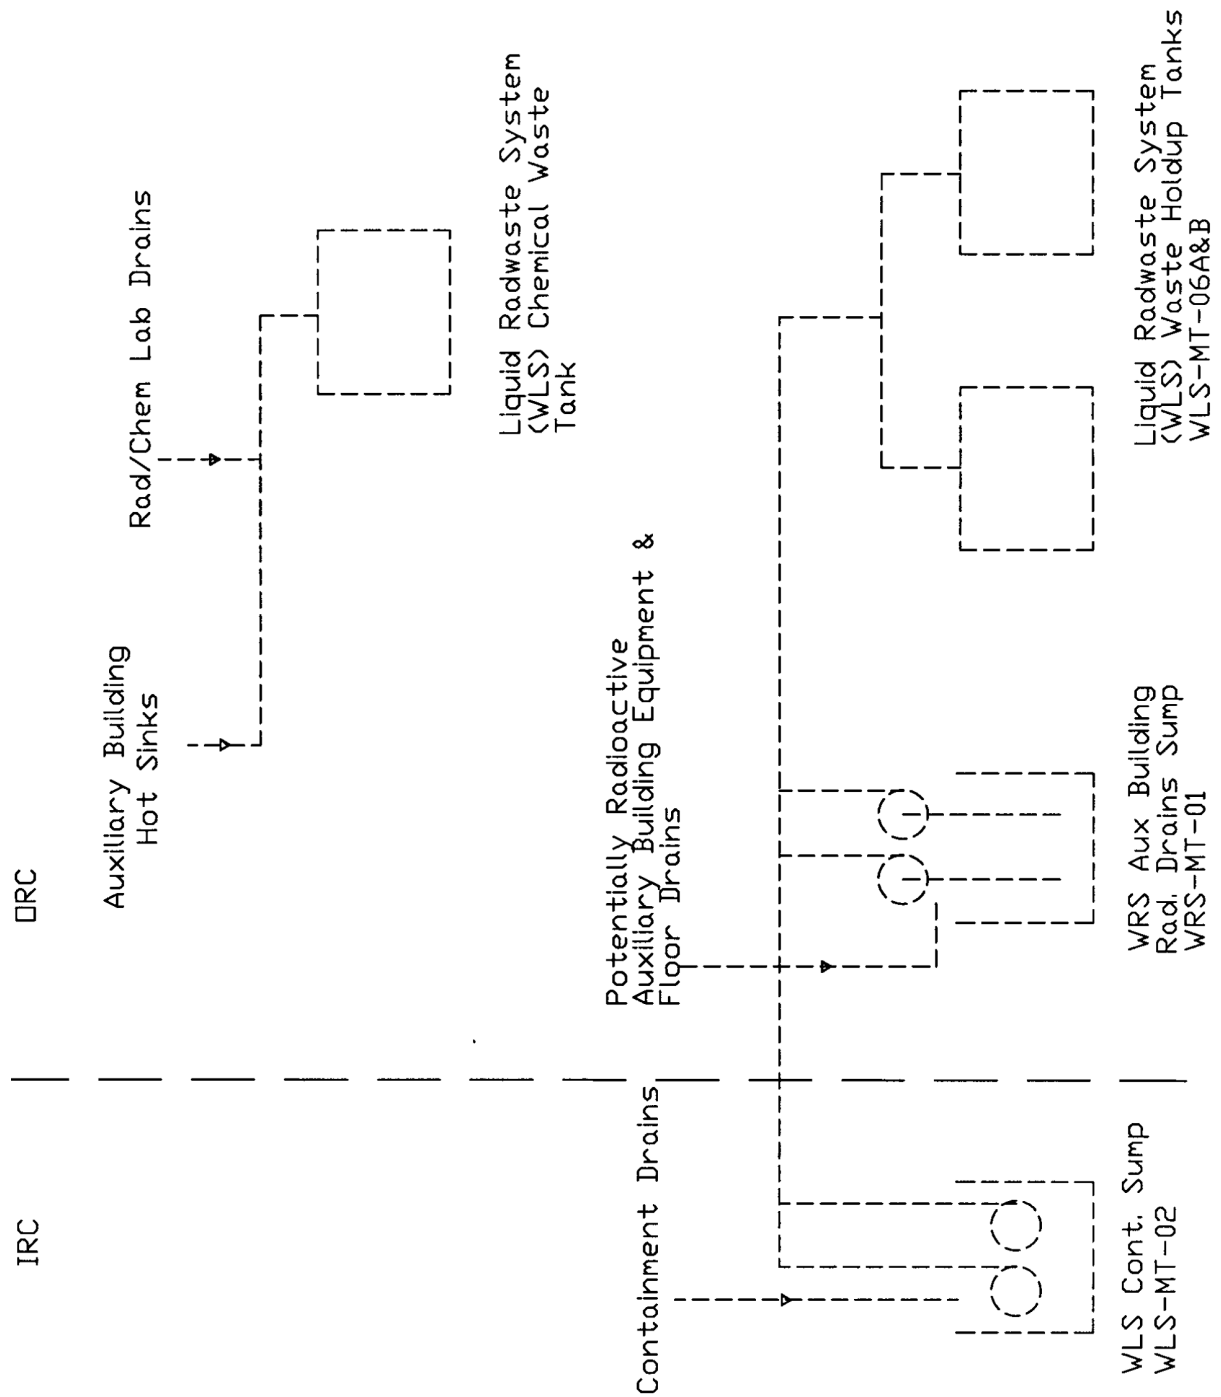 IRC
ORC
Auxiliary Building
Hot Sinks
Rad/Chem Lab Drains
Liquid Radwaste System
(WLS) Chemical Waste
Tank
Containment Drains
Potentially Radioactive
Auxiliary Building Equipment &
Floor Drains
WLS Cont. Sump
WLS-MT-02
WRS Aux Building
Rad. Drains Sump
WRS-MT-01
Liquid Radwaste System
(WLS) Waste Holdup Tanks
WLS-MT-06A&B